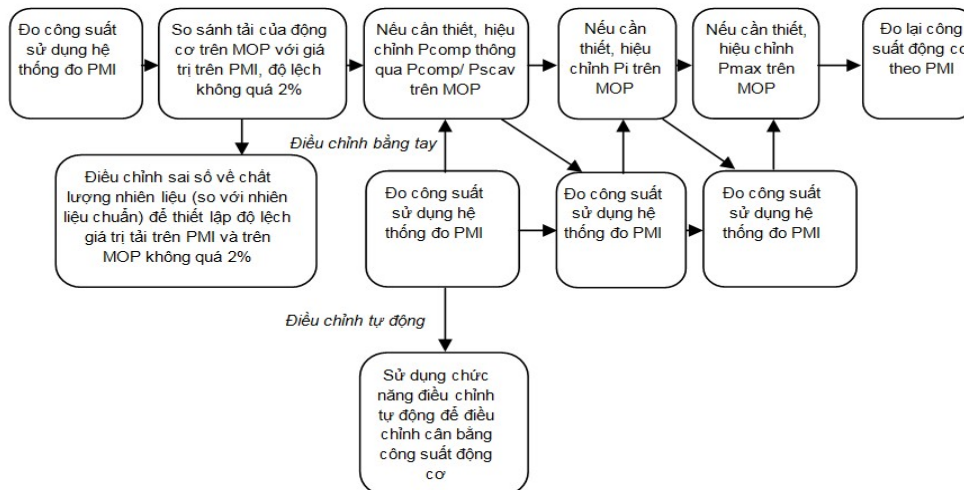 Đo công suất
sử dụng hệ
thống đo PMI
So sánh tải của động
cơ trên MOP với giá
trị trên PMI, độ lệch
không quá 2%
Nếu cần thiết, hiệu
chỉnh Pcomp thông
qua Pcomp/ Pscav
trên MOP
Nếu cần
thiết, hiệu
chỉnh Pi trên
MOP
Nếu cần thiết,
hiệu chỉnh
Pmax trên
MOP
Đo lại công
suất động cơ
theo PMI
Điều chỉnh bằng tay
Điều chỉnh sai số về chất
lượng nhiên liệu (so với nhiên
liệu chuẩn) để thiết lập độ lệch
giá trị tải trên PMI và trên
MOP không quá 2%
Đo công suất
sử dụng hệ
thống đo PMI
Đo công suất
sử dụng hệ
thống đo PMI
Đo công suất
sử dụng hệ
thống đo PMI
Điều chỉnh tự động
Sử dụng chức
năng điều chỉnh
tự động để điều
chỉnh cân bằng
công suất động
cơ